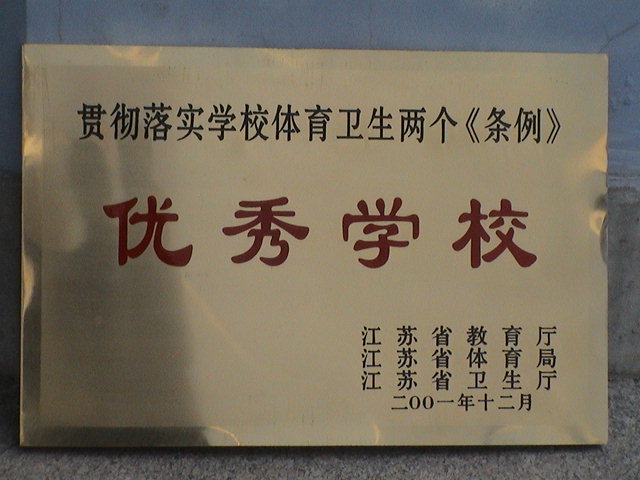 贯彻落实学校体育卫生两个《条例》
优秀学校
江苏省教育厅
江苏省体育局
江苏省卫生厅
二OO一年十二月